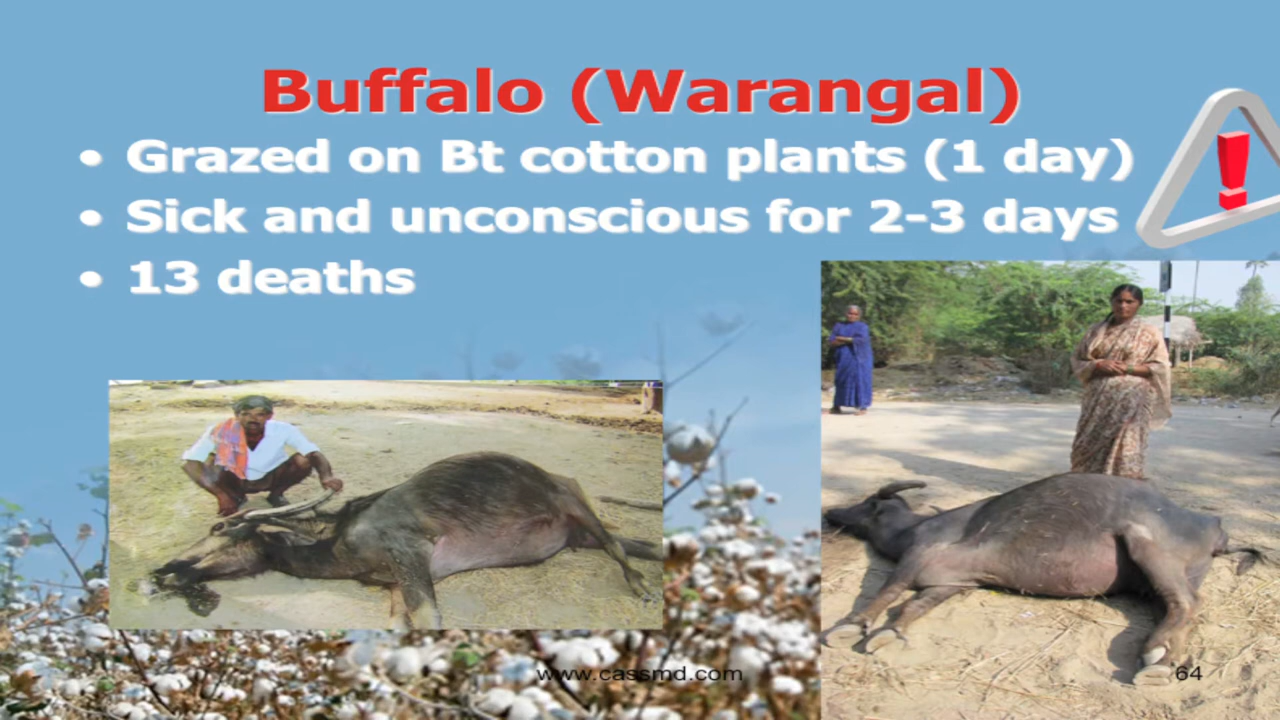 Buffalo (Warangal)
• Grazed on Bt cotton plants (1 day)
• Sick and unconscious for 2-3 days
• 13 deaths
www.cassmd.com
64